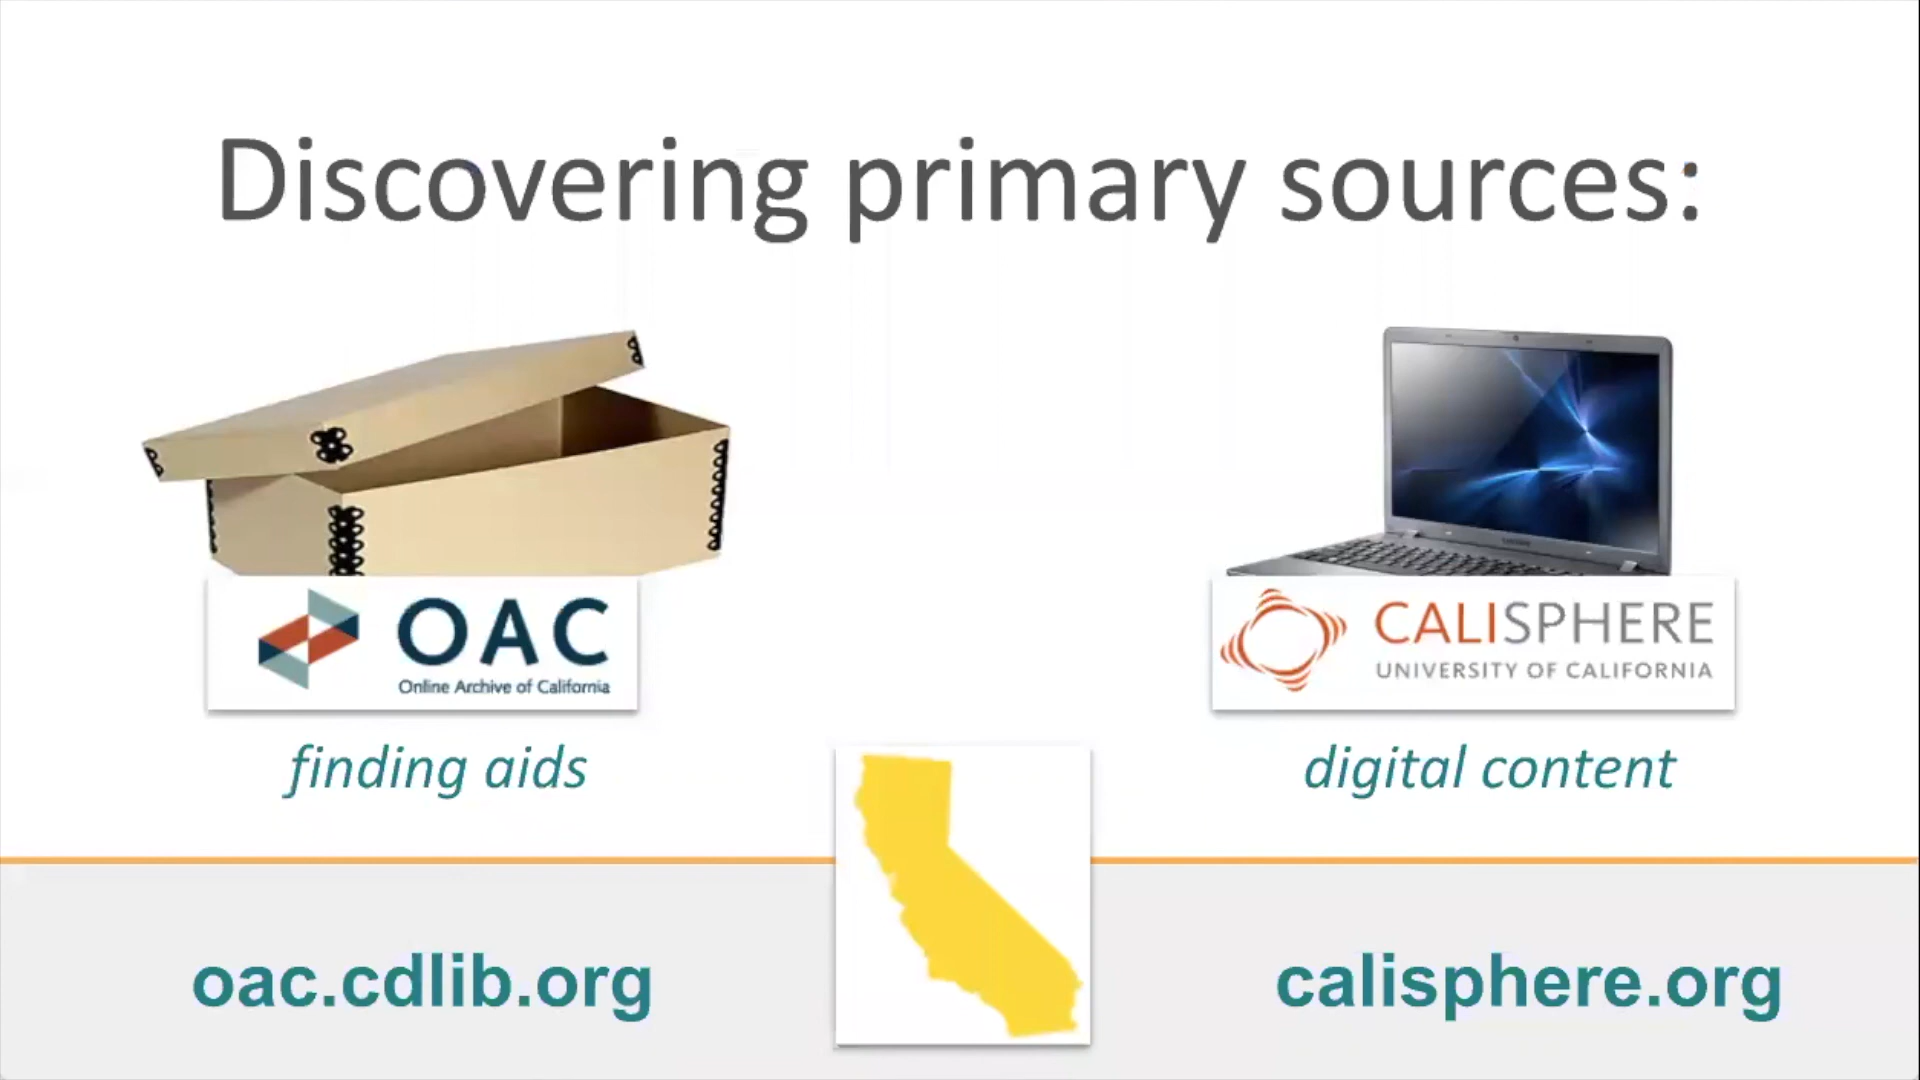 Discovering primary sources:
OAC
Online Archive of California
finding aids
oac.cdlib.org
CALISPHERE
UNIVERSITY OF CALIFORNIA
digital content
calisphere.org